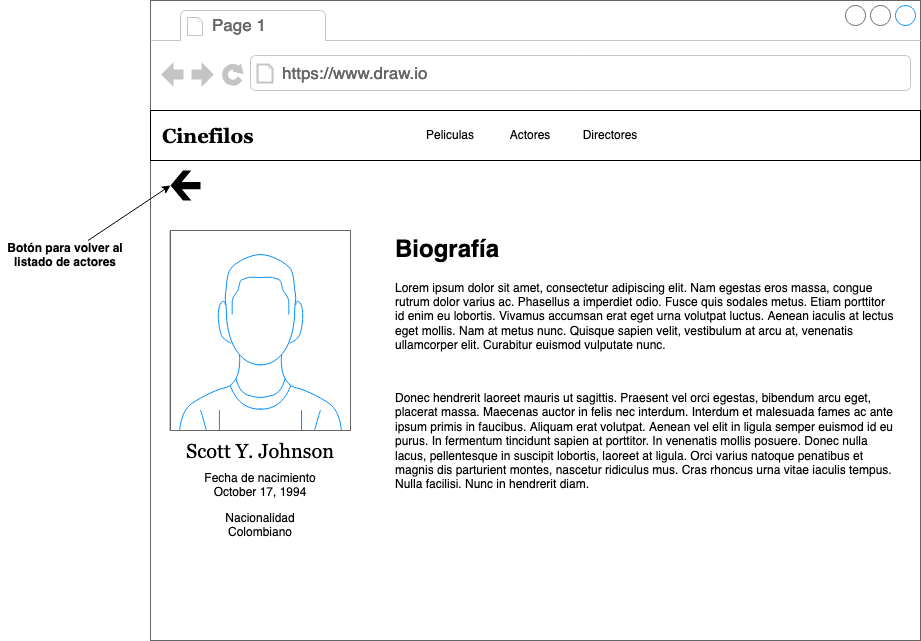 Page 1
https://www.draw.io
Cinefilos
Peliculas
Actores
Directores
Botón para volver al
listado de actores
Biografía
Lorem ipsum dolor sit amet, consectetur adipiscing elit. Nam egestas eros massa, congue
rutrum dolor varius ac. Phasellus a imperdiet odio. Fusce quis sodales metus. Etiam porttitor
id enim eu lobortis. Vivamus accumsan erat eget urna volutpat luctus. Aenean iaculis at lectus
eget mollis. Nam at metus nunc. Quisque sapien velit, vestibulum at arcu at, venenatis
ullamcorper elit. Curabitur euismod vulputate nunc.
Donec hendrerit laoreet mauris ut sagittis. Praesent vel orci egestas, bibendum arcu eget,
placerat massa. Maecenas auctor in felis nec interdum. Interdum et malesuada fames ac ante
ipsum primis in faucibus. Aliquam erat volutpat. Aenean vel elit in ligula semper euismod id eu
purus. In fermentum tincidunt sapien at porttitor. In venenatis mollis posuere. Donec nulla
lacus, pellentesque in suscipit lobortis, laoreet at ligula. Orci varius natoque penatibus et
magnis dis parturient montes, nascetur ridiculus mus. Cras rhoncus urna vitae iaculis tempus.
Nulla facilisi. Nunc in hendrerit diam.
Scott Y. Johnson
Fecha de nacimiento
October 17, 1994
Nacionalidad
Colombiano